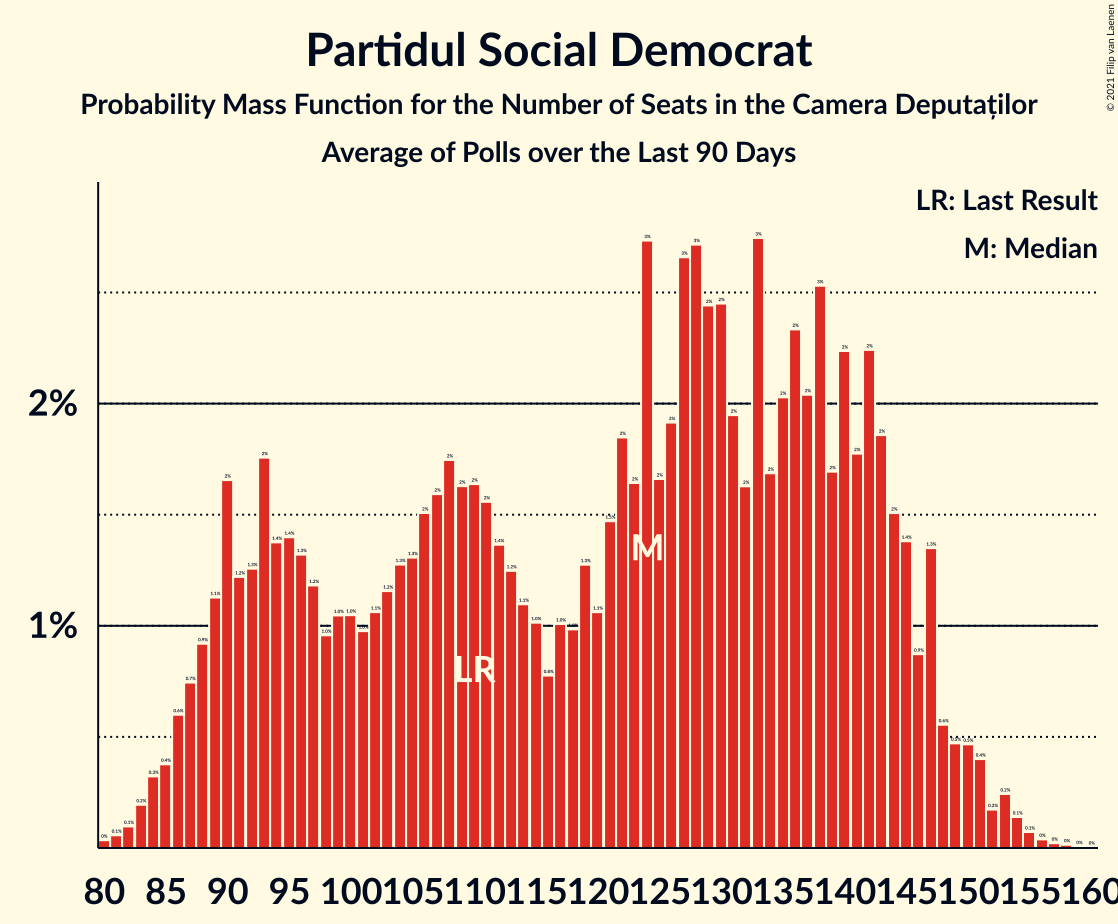 Partidul Social Democrat
Probability Mass Function for the Number of Seats in the Camera Deputaților
Average of Polls over the Last 90 Days
© 2021 Filip van Laenen
LR: Last Result
M: Median
2%
1%
M
LR
80 85 90 95 100 105 110 115 120 125 130 135 140 145 150 155 160